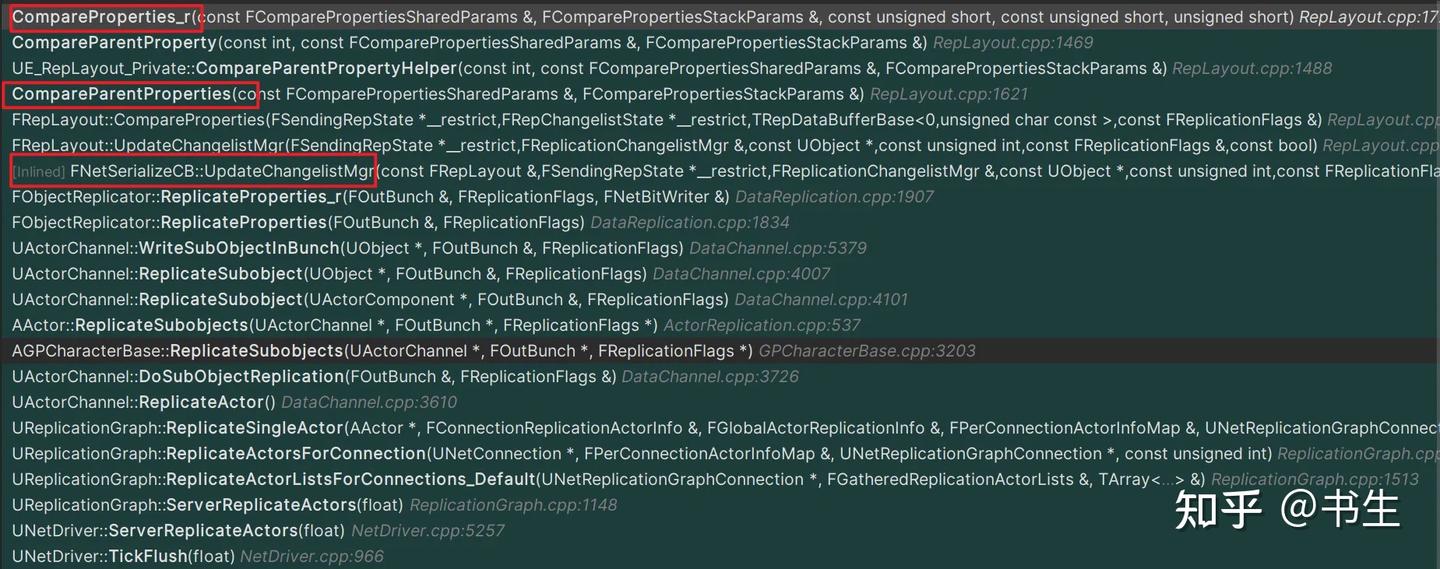 CompareProperties_r(const FComparePropertiesSharedParams &, FComparePropertiesStackParams &, const unsigned short, const unsigned short, unsigned short) RepLayout.cpp:17
CompareParentProperty(const int, const FComparePropertiesSharedParams &, FComparePropertiesStackParams &) RepLayout.cpp:1469
UE_RepLayout_Private::CompareParentPropertyHelper(const int, const FComparePropertiesSharedParams &, FComparePropertiesStackParams &) RepLayout.cpp:1488
CompareParentProperties(const FComparePropertiesSharedParams &, FComparePropertiesStackParams &) RepLayout.cpp:1621
FRepLayout::CompareProperties(FSendingRepState *__restrict,FRepChangelistState *__restrict,TRepDataBufferBase<0,unsigned char const >,const FReplicationFlags &) RepLayout.cp
FRepLayout::UpdateChangelistMgr(FSendingRepState *__restrict,FReplicationChangelistMgr &,const UObject *,const unsigned int,const FReplicationFlags &,const bool) RepLayout
[Inlined] FNetSerializeCB::UpdateChangelistMgr(const FRepLayout &,FSendingRepState *__restrict,FReplicationChangelistMgr &,const UObject *,const unsigned int,const FReplicationFla
FObjectReplicator::ReplicateProperties_r(FOutBunch &, FReplicationFlags, FNetBitWriter &) DataReplication.cpp:1907
FObjectReplicator::ReplicateProperties(FOutBunch &, FReplicationFlags) DataReplication.cpp:1834
UActorChannel::WriteSubObjectInBunch(UObject *, FOutBunch &, FReplicationFlags) DataChannel.cpp:5379
UActorChannel::ReplicateSubobject(UObject *, FOutBunch &, FReplicationFlags) DataChannel.cpp:4007
UActorChannel::ReplicateSubobject(UActorComponent *, FOutBunch &, FReplicationFlags) DataChannel.cpp:4101
AActor::ReplicateSubobjects(UActorChannel *, FOutBunch *, FReplicationFlags *) ActorReplication.cpp:537
AGPCharacterBase::ReplicateSubobjects(UActorChannel *, FOutBunch *, FReplicationFlags *) GPCharacterBase.cpp:3203
UActorChannel::DoSubObjectReplication(FOutBunch &, FReplicationFlags &) DataChannel.cpp:3726
UActorChannel::ReplicateActor() DataChannel.cpp:3610
UReplicationGraph::ReplicateSingleActor(AActor *, FConnectionReplicationActorInfo &, FGlobalActorReplicationInfo &, FPerConnectionActorInfoMap &, UNetReplicationGraphConnect
UReplicationGraph::ReplicateActorsForConnection(UNetConnection *, FPerConnectionActorInfoMap &, UNetReplicationGraphConnection *, const unsigned int) ReplicationGraph.cpp
UReplicationGraph::ReplicateActorListsForConnections_Default(UNetReplicationGraphConnection *, FGatheredReplicationActorLists &, TArray<...> &) ReplicationGraph.cpp:1513
UReplicationGraph::ServerReplicateActors(float) ReplicationGraph.cpp:1148
UNetDriver::ServerReplicateActors(float) NetDriver.cpp:5257
UNetDriver::TickFlush(float) NetDriver.cpp:966
知乎 @书生